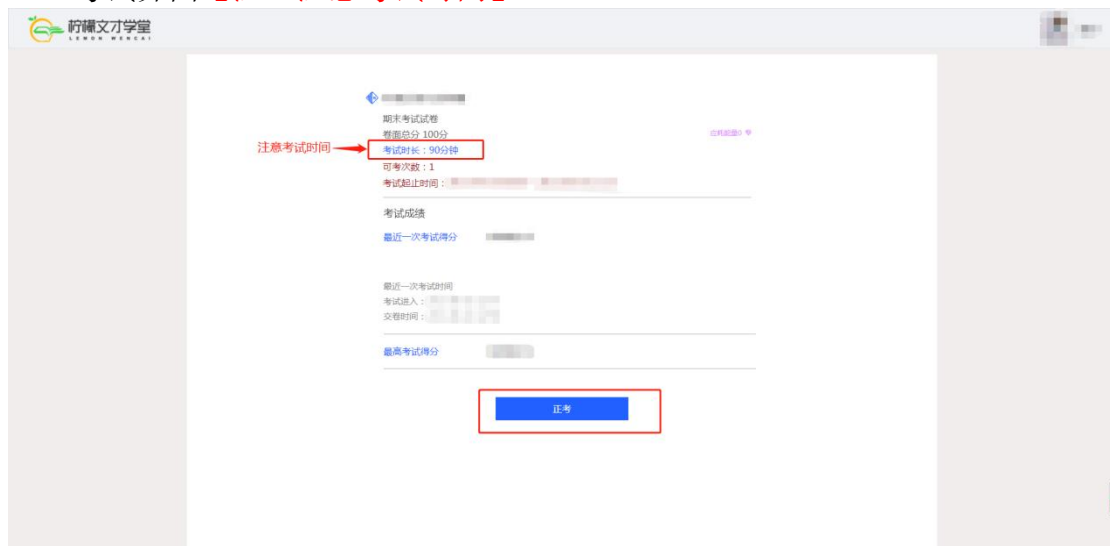 柠檬文才学堂
LEMON WENCAI
期末考试试卷
卷面总分 100分
注意考试时间
考试时长：90分钟
可考次数：1
考试起止时间：
考试成绩
最近一次考试得分
最近一次考试时间
考试进入：
交卷时间：
最高考试得分
正考